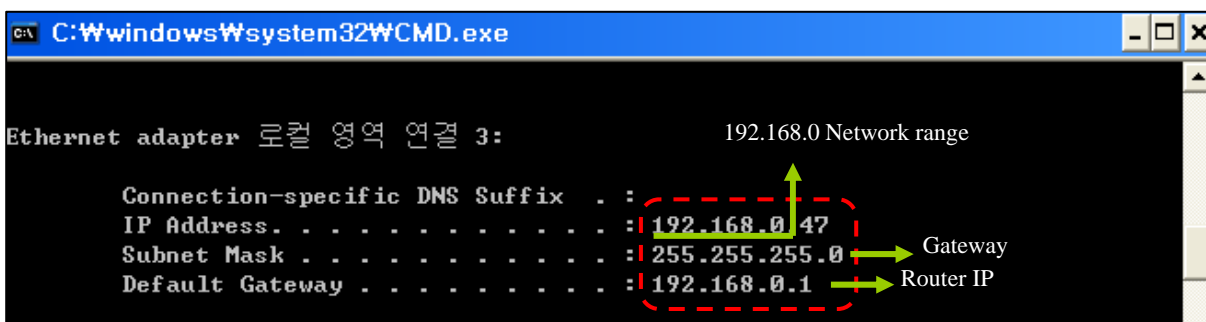 C:₩windows₩system32₩CMD.exe
Ethernet adapter 로컬 영역 연결 3:
192.168.0 Network range
Connection-specific DNS Suffix . :
IP Address. . . . . . . . . . . . : 192.168.0.47
Subnet Mask . . . . . . . . . . . : 255.255.255.0
Gateway
Default Gateway . . . . . . . . . : 192.168.0.1
Router IP